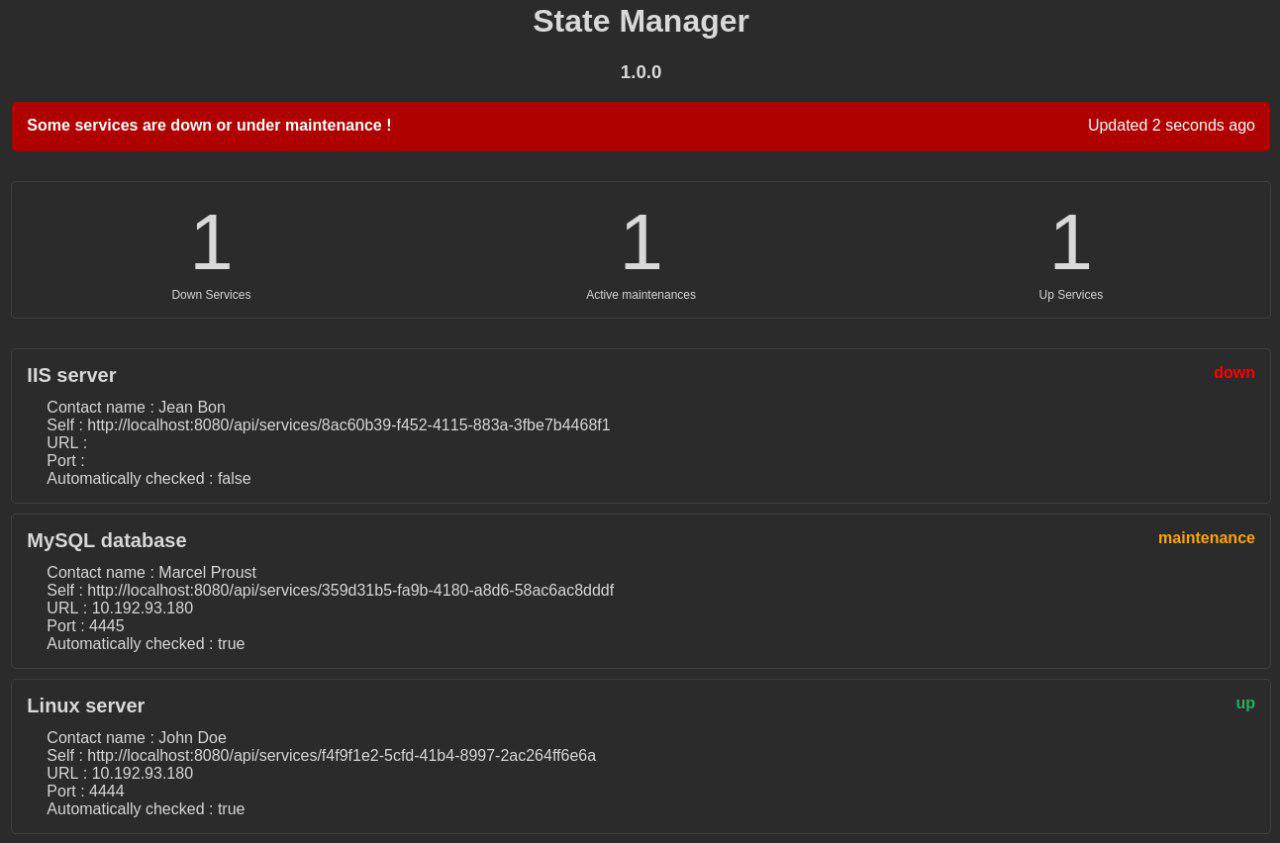 State Manager
1.0.0
Some services are down or under maintenance !
Updated 2 seconds ago
1
1
1
Down Services
Active maintenances
Up Services
IIS server
down
Contact name : Jean Bon
Self : http://localhost:8080/api/services/8ac60b39-f452-4115-883a-3fbe7b4468f1
URL :
Port :
Automatically checked : false
MySQL database
maintenance
Contact name : Marcel Proust
Self : http://localhost:8080/api/services/359d31b5-fa9b-4180-a8d6-58ac6ac8dddf
URL : 10.192.93.180
Port : 4445
Automatically checked : true
Linux server
up
Contact name : John Doe
Self : http://localhost:8080/api/services/f4f9f1e2-5cfd-41b4-8997-2ac264ff6e6a
URL : 10.192.93.180
Port : 4444
Automatically checked : true